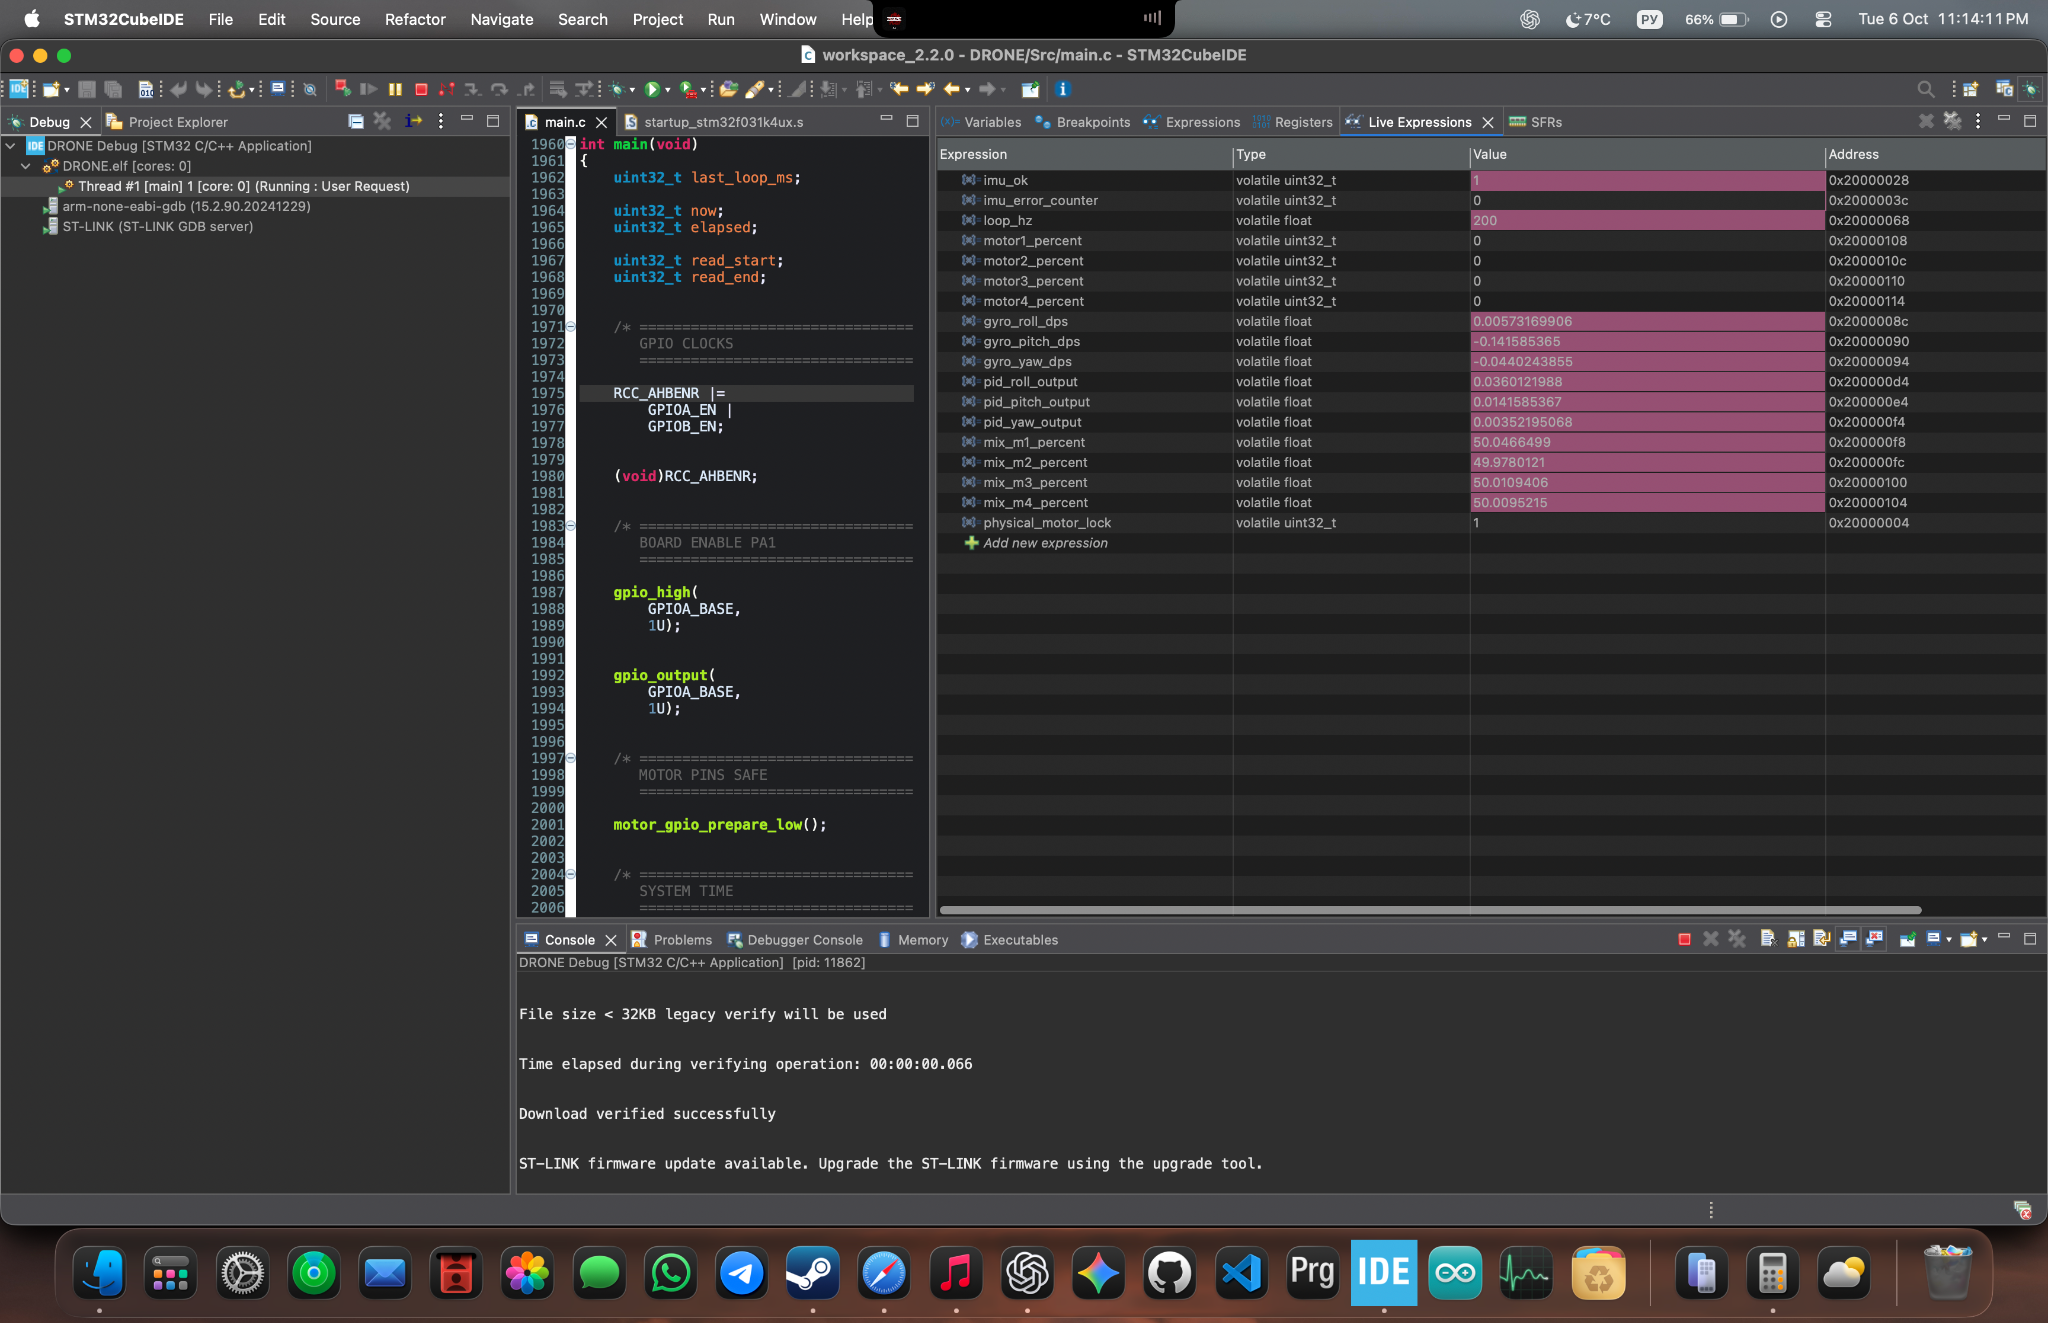 STM32CubeIDE File Edit Source Refactor Navigate Search Project Run Window Help 7°C РУ 66% Tue 6 Oct 11:14:11 PM
workspace_2.2.0 - DRONE/Src/main.c - STM32CubeIDE
Debug Project Explorer
IDE DRONE Debug [STM32 C/C++ Application]
DRONE.elf [cores: 0]
Thread #1 [main] 1 [core: 0] (Running : User Request)
arm-none-eabi-gdb (15.2.90.20241229)
ST-LINK (ST-LINK GDB server)
main.c startup_stm32f031k4ux.s
1960 int main(void)
1961 {
1962 uint32_t last_loop_ms;
1963
1964 uint32_t now;
1965 uint32_t elapsed;
1966
1967 uint32_t read_start;
1968 uint32_t read_end;
1969
1970
1971 /* ================================
1972 GPIO CLOCKS
1973 ================================
1974
1975 RCC_AHBENR |=
1976 GPIOA_EN |
1977 GPIOB_EN;
1978
1979
1980 (void)RCC_AHBENR;
1981
1982
1983 /* ================================
1984 BOARD ENABLE PA1
1985 ================================
1986
1987 gpio_high(
1988 GPIOA_BASE,
1989 1U);
1990
1991
1992 gpio_output(
1993 GPIOA_BASE,
1994 1U);
1995
1996
1997 /* ================================
1998 MOTOR PINS SAFE
1999 ================================
2000
2001 motor_gpio_prepare_low();
2002
2003
2004 /* ================================
2005 SYSTEM TIME
2006 ================================
Variables Breakpoints Expressions Registers Live Expressions SFRs
Expression Type Value Address
imu_ok volatile uint32_t 1 0x20000028
imu_error_counter volatile uint32_t 0 0x2000003c
loop_hz volatile float 200 0x20000068
motor1_percent volatile uint32_t 0 0x20000108
motor2_percent volatile uint32_t 0 0x2000010c
motor3_percent volatile uint32_t 0 0x20000110
motor4_percent volatile uint32_t 0 0x20000114
gyro_roll_dps volatile float 0.00573169906 0x2000008c
gyro_pitch_dps volatile float -0.141585365 0x20000090
gyro_yaw_dps volatile float -0.0440243855 0x20000094
pid_roll_output volatile float 0.0360121988 0x200000d4
pid_pitch_output volatile float 0.0141585367 0x200000e4
pid_yaw_output volatile float 0.00352195068 0x200000f4
mix_m1_percent volatile float 50.0466499 0x200000f8
mix_m2_percent volatile float 49.9780121 0x200000fc
mix_m3_percent volatile float 50.0109406 0x20000100
mix_m4_percent volatile float 50.0095215 0x20000104
physical_motor_lock volatile uint32_t 1 0x20000004
Add new expression
Console Problems Debugger Console Memory Executables
DRONE Debug [STM32 C/C++ Application] [pid: 11862]
File size < 32KB legacy verify will be used
Time elapsed during verifying operation: 00:00:00.066
Download verified successfully
ST-LINK firmware update available. Upgrade the ST-LINK firmware using the upgrade tool.
Prg IDE